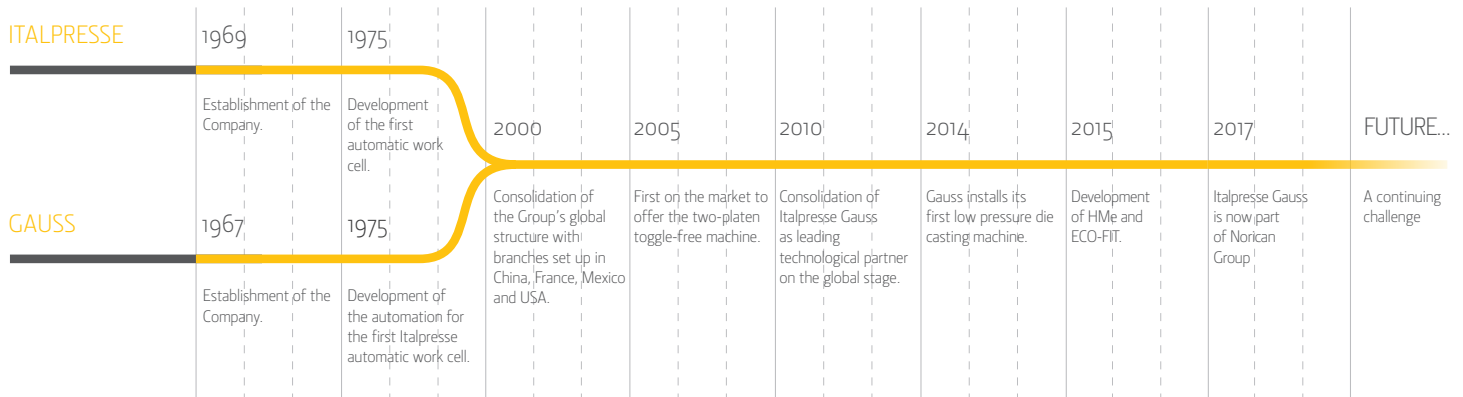 ITALPRESSE
1969
Establishment of the
Company.
1975
Development
of the first
automatic work
cell.
GAUSS
1967
Establishment of the
Company.
1975
Development of
the automation for
the first Italpresse
automatic work cell.
2000
Consolidation of
the Group's global
structure with
branches set up in
China, France, Mexico
and USA.
2005
First on the market to
offer the two-platen
toggle-free machine.
2010
Consolidation of
Italpresse Gauss
as leading
technological partner
on the global stage.
2014
Gauss installs its
first low pressure die
casting machine.
2015
Development
of HMe and
ECO-FIT.
2017
Italpresse Gauss
is now part
of Norican
Group
FUTURE...
A continuing
challenge